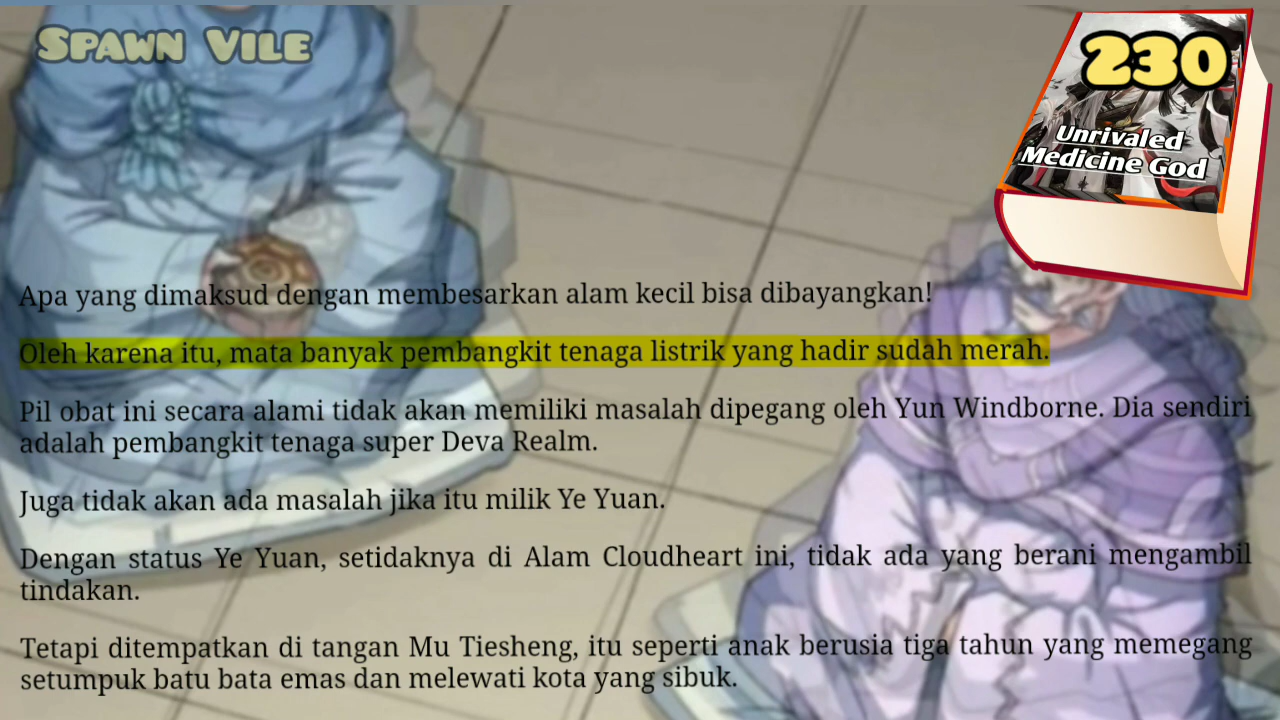 Spawn Vile
230
Unrivaled
Medicine God
Apa yang dimaksud dengan membesarkan alam kecil bisa dibayangkan!
Oleh karena itu, mata banyak pembangkit tenaga listrik yang hadir sudah merah.
Pil obat ini secara alami tidak akan memiliki masalah dipegang oleh Yun Windborne. Dia sendiri
adalah pembangkit tenaga super Deva Realm.
Juga tidak akan ada masalah jika itu milik Ye Yuan.
Dengan status Ye Yuan, setidaknya di Alam Cloudheart ini, tidak ada yang berani mengambil
tindakan.
Tetapi ditempatkan di tangan Mu Tiesheng, itu seperti anak berusia tiga tahun yang memegang
setumpuk batu bata emas dan melewati kota yang sibuk.